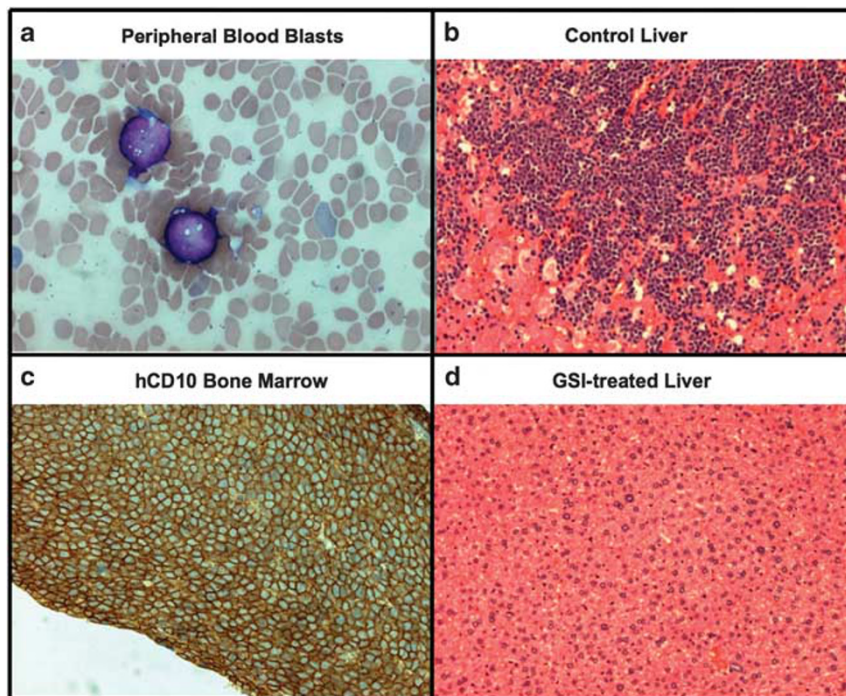 a
Peripheral Blood Blasts
b
Control Liver
c
hCD10 Bone Marrow
d
GSI-treated Liver